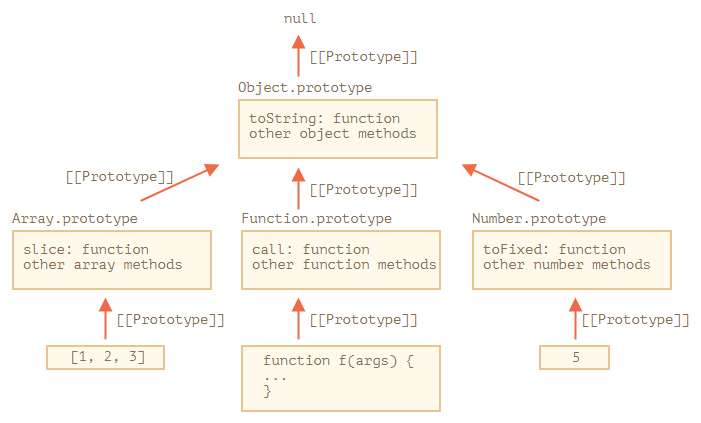 null
[[Prototype]]
Object.prototype
toString: function
other object methods
[[Prototype]]
[[Prototype]]
[[Prototype]]
Array.prototype
slice: function
other array methods
Function.prototype
call: function
other function methods
Number.prototype
toFixed: function
other number methods
[[Prototype]]
[[Prototype]]
[[Prototype]]
[1, 2, 3]
function f(args) {
...
}
5